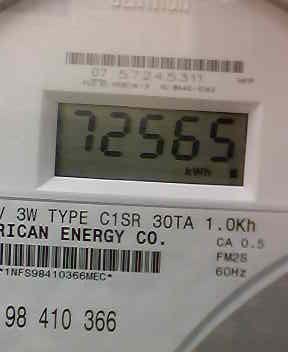 07 57245311
72565
kWh
V 3W TYPE C1SR 30TA 1.0Kh
RICAN ENERGY CO.
CA 0.5
FM2S
60Hz
*1NFS98410366MEC*
98 410 366